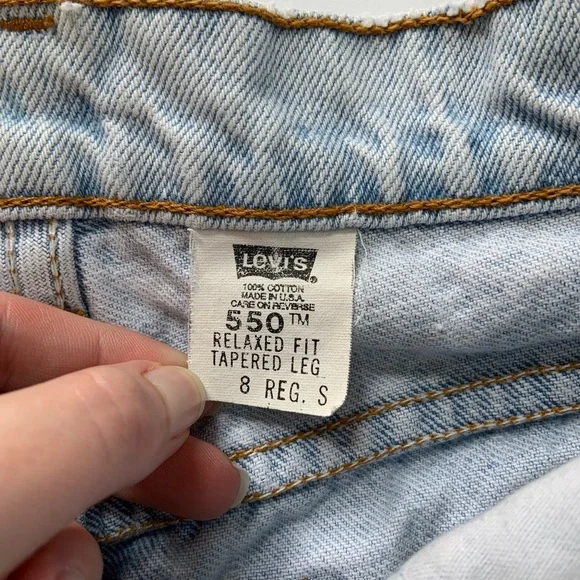 LEVI'S
100% COTTON
MADE IN U.S.A.
CARE ON REVERSE
550™
RELAXED FIT
TAPERED LEG
8 REG. S